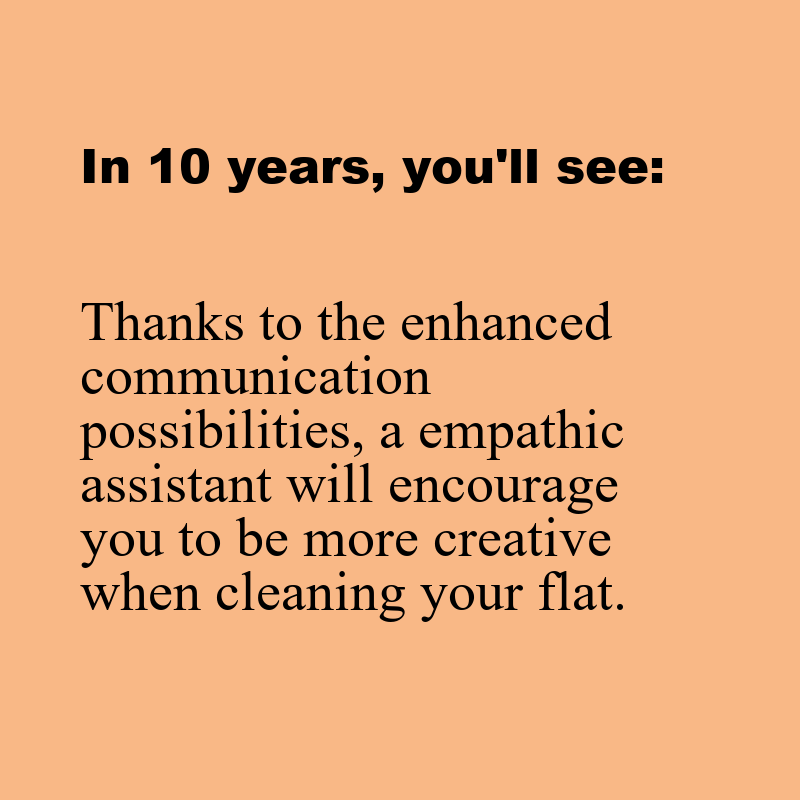 In 10 years, you'll see:
Thanks to the enhanced
communication
possibilities, a empathic
assistant will encourage
you to be more creative
when cleaning your flat.